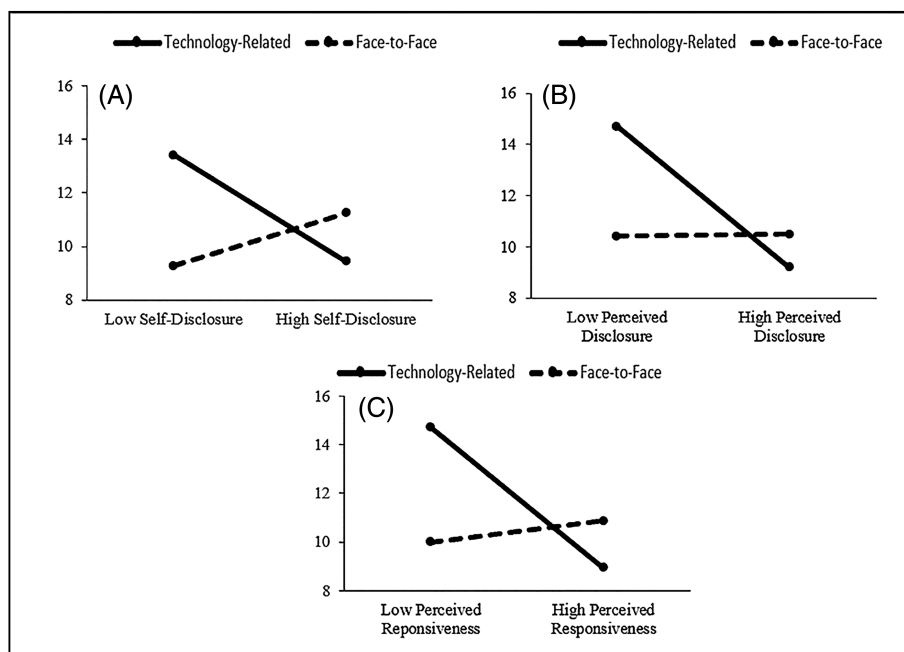 Technology-Related Face-to-Face
Technology-Related Face-to-Face
(A)
16
14
12
10
8
Low Self-Disclosure High Self-Disclosure
(B)
16
14
12
10
8
Low Perceived High Perceived
Disclosure Disclosure
Technology-Related Face-to-Face
(C)
16
14
12
10
8
Low Perceived High Perceived
Reponsiveness Responsiveness